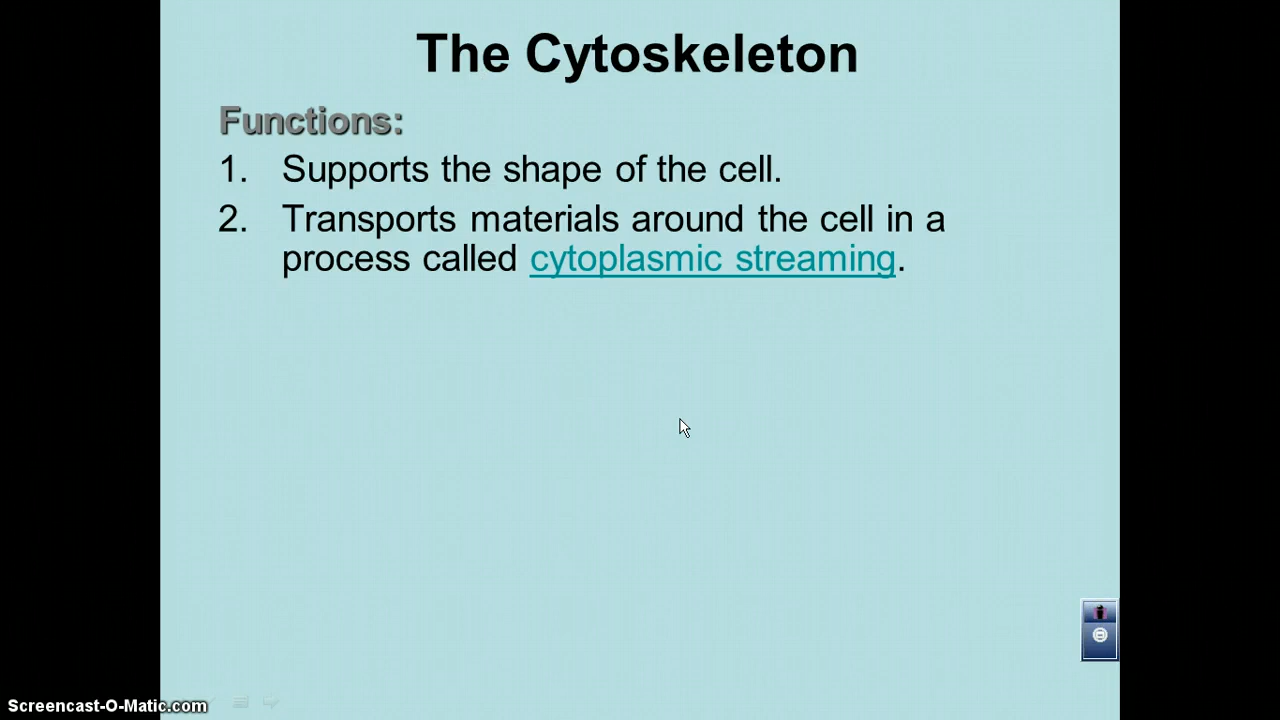 The Cytoskeleton
Functions:
1. Supports the shape of the cell.
2. Transports materials around the cell in a
process called cytoplasmic streaming.
Screencast-O-Matic.com